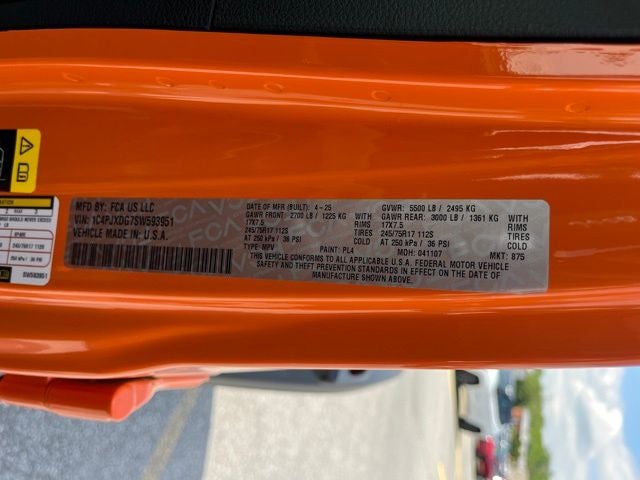 MFD BY: FCA US LLC
VIN: 1C4PJXDG7SW593951
VEHICLE MADE IN: U.S.A.
DATE OF MFR (BUILT) 4-25
GAWR FRONT: 2700 LB / 1225 KG WITH
17X7.5 RIMS
245/75R17 112S TIRES
AT 250 kPa / 36 PSI COLD
TYPE: MPV PAINT: PL4
GVWR: 5500 LB / 2495 KG
GAWR REAR: 3000 LB / 1361 KG WITH
17X7.5 RIMS
245/75R17 112S TIRES
AT 250 kPa / 36 PSI COLD
MDH: 041107 MKT: 875
THIS VEHICLE CONFORMS TO ALL APPLICABLE U.S.A. FEDERAL MOTOR VEHICLE
SAFETY AND THEFT PREVENTION STANDARDS IN EFFECT ON THE DATE OF
MANUFACTURE SHOWN ABOVE.